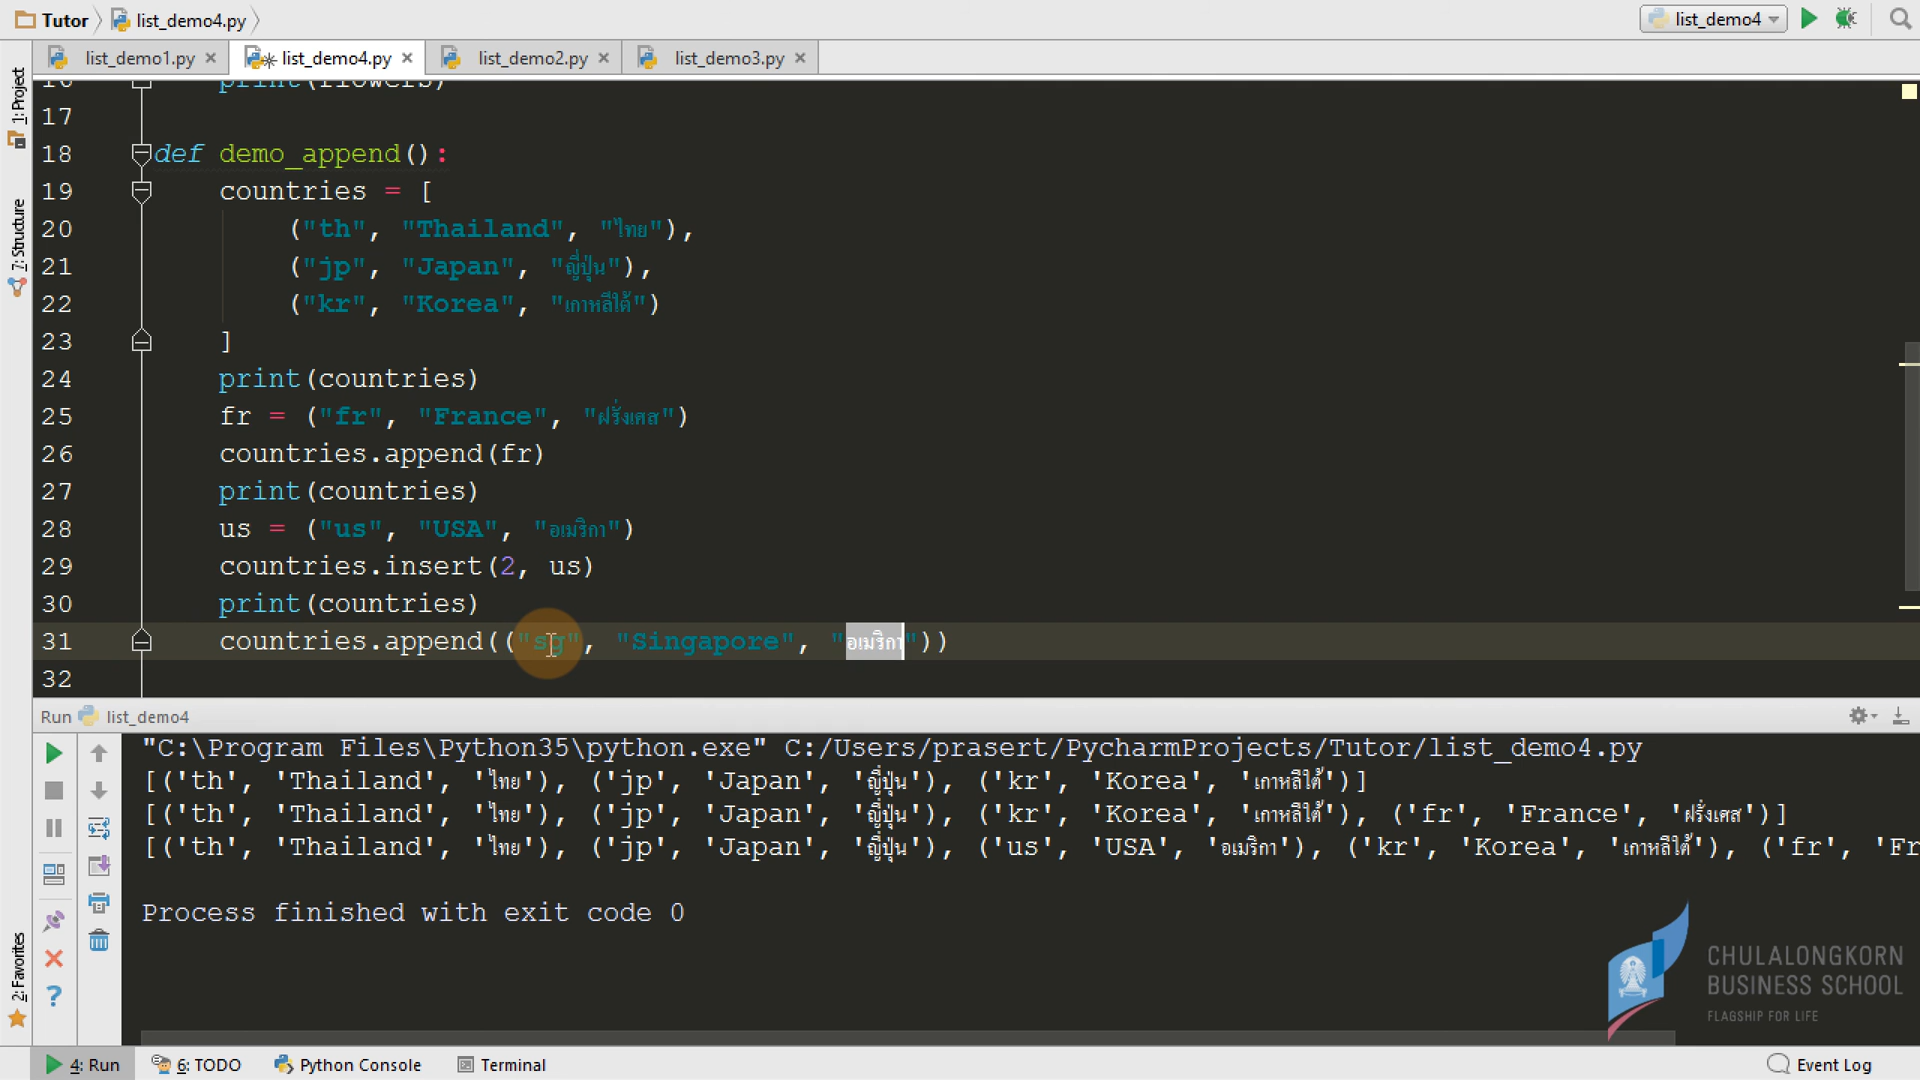 Tutor list_demo4.py list_demo4
list_demo1.py list_demo4.py list_demo2.py list_demo3.py
1: Project
7: Structure
2: Favorites
16 print(flowers)
17
18 def demo_append():
19 countries = [
20 ("th", "Thailand", "ไทย"),
21 ("jp", "Japan", "ญี่ปุ่น"),
22 ("kr", "Korea", "เกาหลีใต้")
23 ]
24 print(countries)
25 fr = ("fr", "France", "ฝรั่งเศส")
26 countries.append(fr)
27 print(countries)
28 us = ("us", "USA", "อเมริกา")
29 countries.insert(2, us)
30 print(countries)
31 countries.append(("sg", "Singapore", "อเมริกา"))
32
Run list_demo4
"C:\Program Files\Python35\python.exe" C:/Users/prasert/PycharmProjects/Tutor/list_demo4.py
[('th', 'Thailand', 'ไทย'), ('jp', 'Japan', 'ญี่ปุ่น'), ('kr', 'Korea', 'เกาหลีใต้')]
[('th', 'Thailand', 'ไทย'), ('jp', 'Japan', 'ญี่ปุ่น'), ('kr', 'Korea', 'เกาหลีใต้'), ('fr', 'France', 'ฝรั่งเศส')]
[('th', 'Thailand', 'ไทย'), ('jp', 'Japan', 'ญี่ปุ่น'), ('us', 'USA', 'อเมริกา'), ('kr', 'Korea', 'เกาหลีใต้'), ('fr', 'Fr
Process finished with exit code 0
CHULALONGKORN
BUSINESS SCHOOL
FLAGSHIP FOR LIFE
4: Run 6: TODO Python Console Terminal Event Log